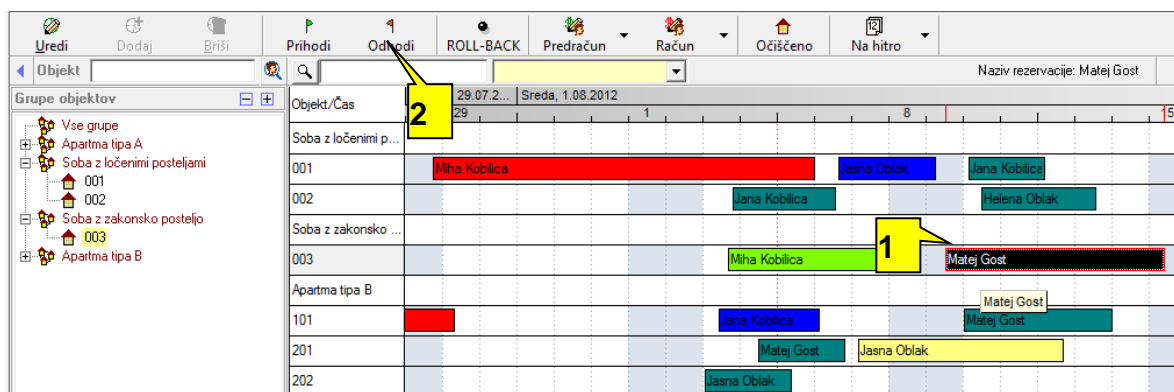 Uredi Dodaj Briši Prihodi Odhodi ROLL-BACK Predračun Račun Očiščeno Na hitro
Objekt Naziv rezervacije: Matej Gost
Grupe objektov
Vse grupe
Apartma tipa A
Soba z ločenimi posteljami
001
002
Soba z zakonsko posteljo
003
Apartma tipa B
Objekt/Čas 29.07.2... Sreda, 1.08.2012
29 1 8 15
2
Soba z ločenimi p...
001 Miha Kobilica Jasna Oblak Jana Kobilica
002 Jana Kobilica Helena Oblak
Soba z zakonsko ...
1
003 Miha Kobilica Matej Gost
Apartma tipa B
Matej Gost
101 Jana Kobilica Matej Gost
201 Matej Gost Jasna Oblak
202 Jasna Oblak